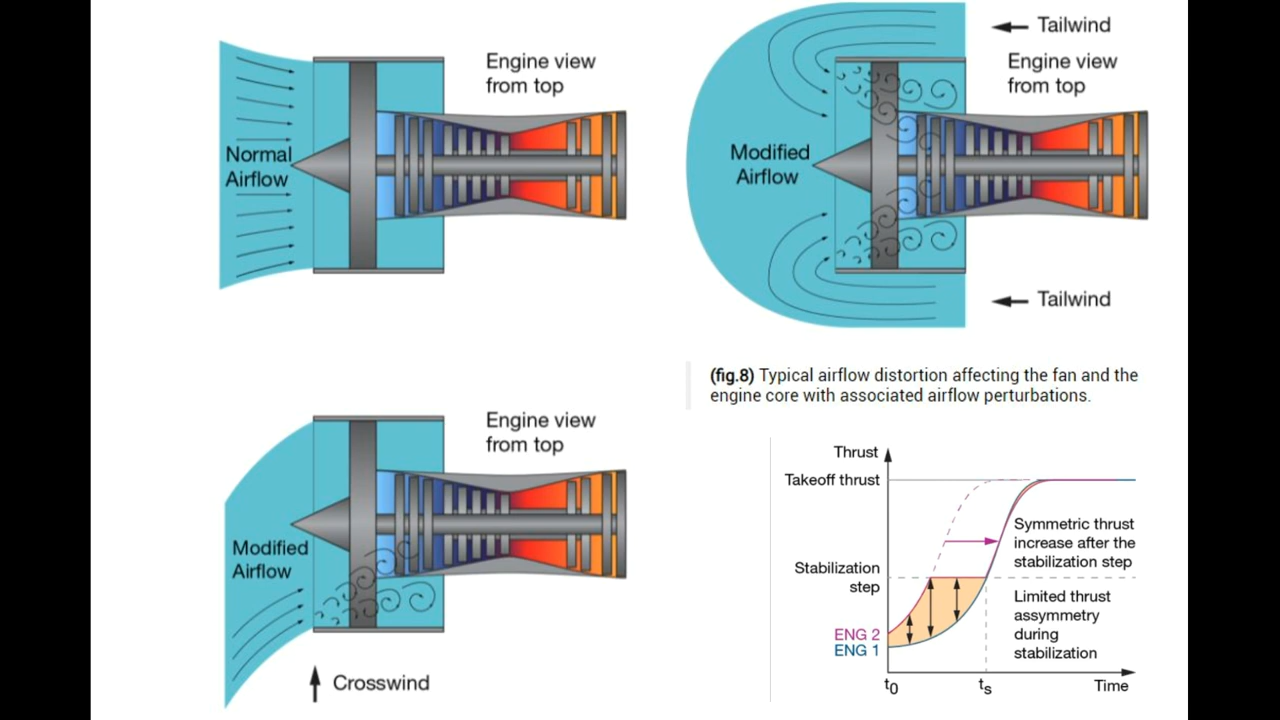 Engine view
from top
Normal
Airflow
Tailwind
Engine view
from top
Modified
Airflow
Tailwind
(fig.8) Typical airflow distortion affecting the fan and the
engine core with associated airflow perturbations.
Engine view
from top
Modified
Airflow
Crosswind
Thrust
Takeoff thrust
Symmetric thrust
increase after the
stabilization step
Stabilization
step
Limited thrust
assymetry
during
stabilization
ENG 2
ENG 1
t0
ts
Time